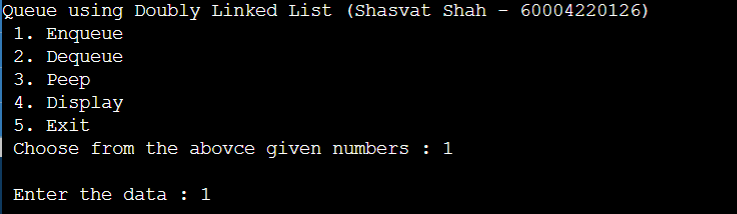 Queue using Doubly Linked List (Shasvat Shah - 60004220126)
1. Enqueue
2. Dequeue
3. Peep
4. Display
5. Exit
Choose from the abovce given numbers : 1
Enter the data : 1